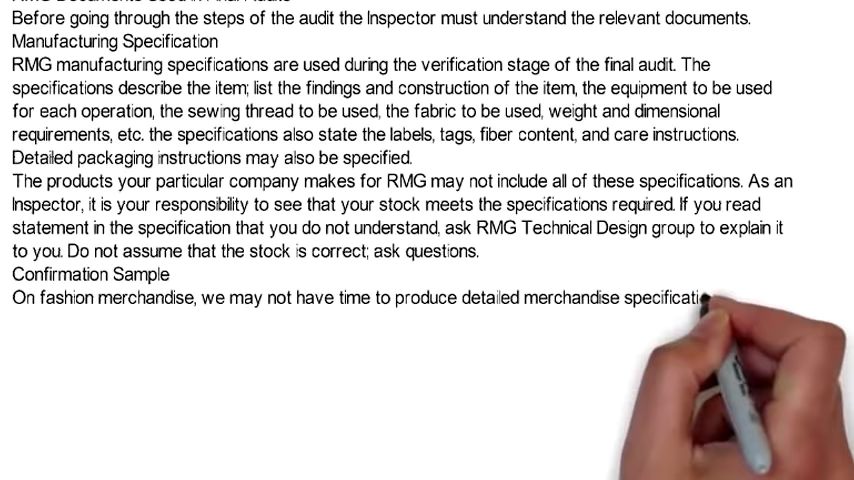 RMG Documents Used in Final Audits
Before going through the steps of the audit the Inspector must understand the relevant documents.
Manufacturing Specification
RMG manufacturing specifications are used during the verification stage of the final audit. The
specifications describe the item; list the findings and construction of the item, the equipment to be used
for each operation, the sewing thread to be used, the fabric to be used, weight and dimensional
requirements, etc. the specifications also state the labels, tags, fiber content, and care instructions.
Detailed packaging instructions may also be specified.
The products your particular company makes for RMG may not include all of these specifications. As an
Inspector, it is your responsibility to see that your stock meets the specifications required. If you read
statement in the specification that you do not understand, ask RMG Technical Design group to explain it
to you. Do not assume that the stock is correct; ask questions.
Confirmation Sample
On fashion merchandise, we may not have time to produce detailed merchandise specificati